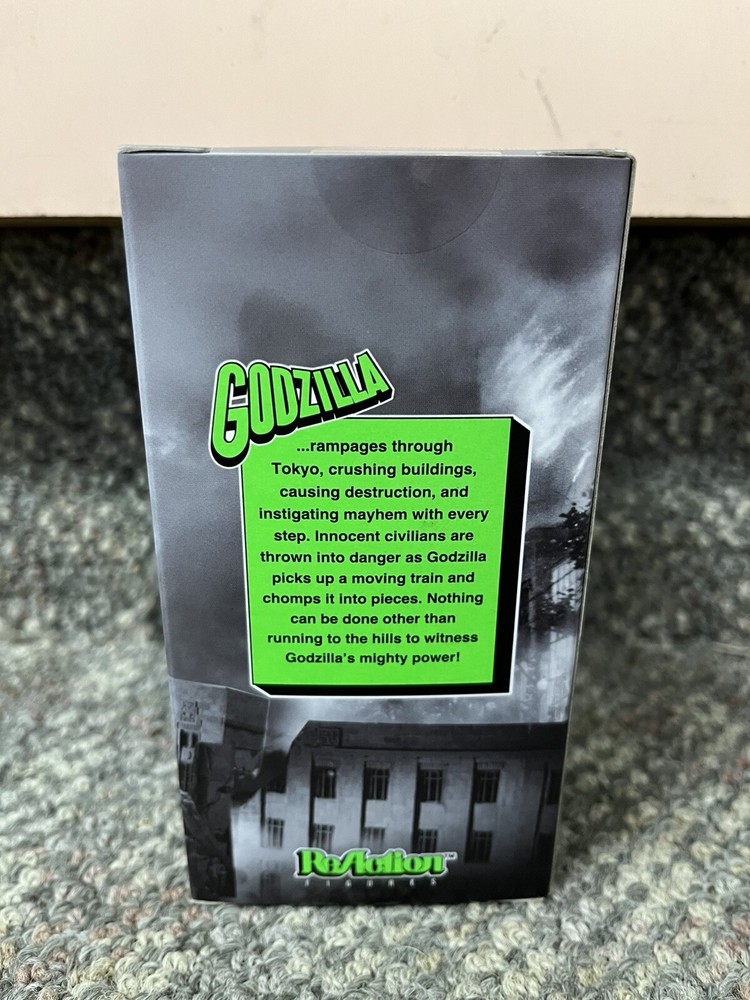 GODZILLA
...rampages through
Tokyo, crushing buildings,
causing destruction, and
instigating mayhem with every
step. Innocent civilians are
thrown into danger as Godzilla
picks up a moving train and
chomps it into pieces. Nothing
can be done other than
running to the hills to witness
Godzilla's mighty power!
ReAction™
FIGURES